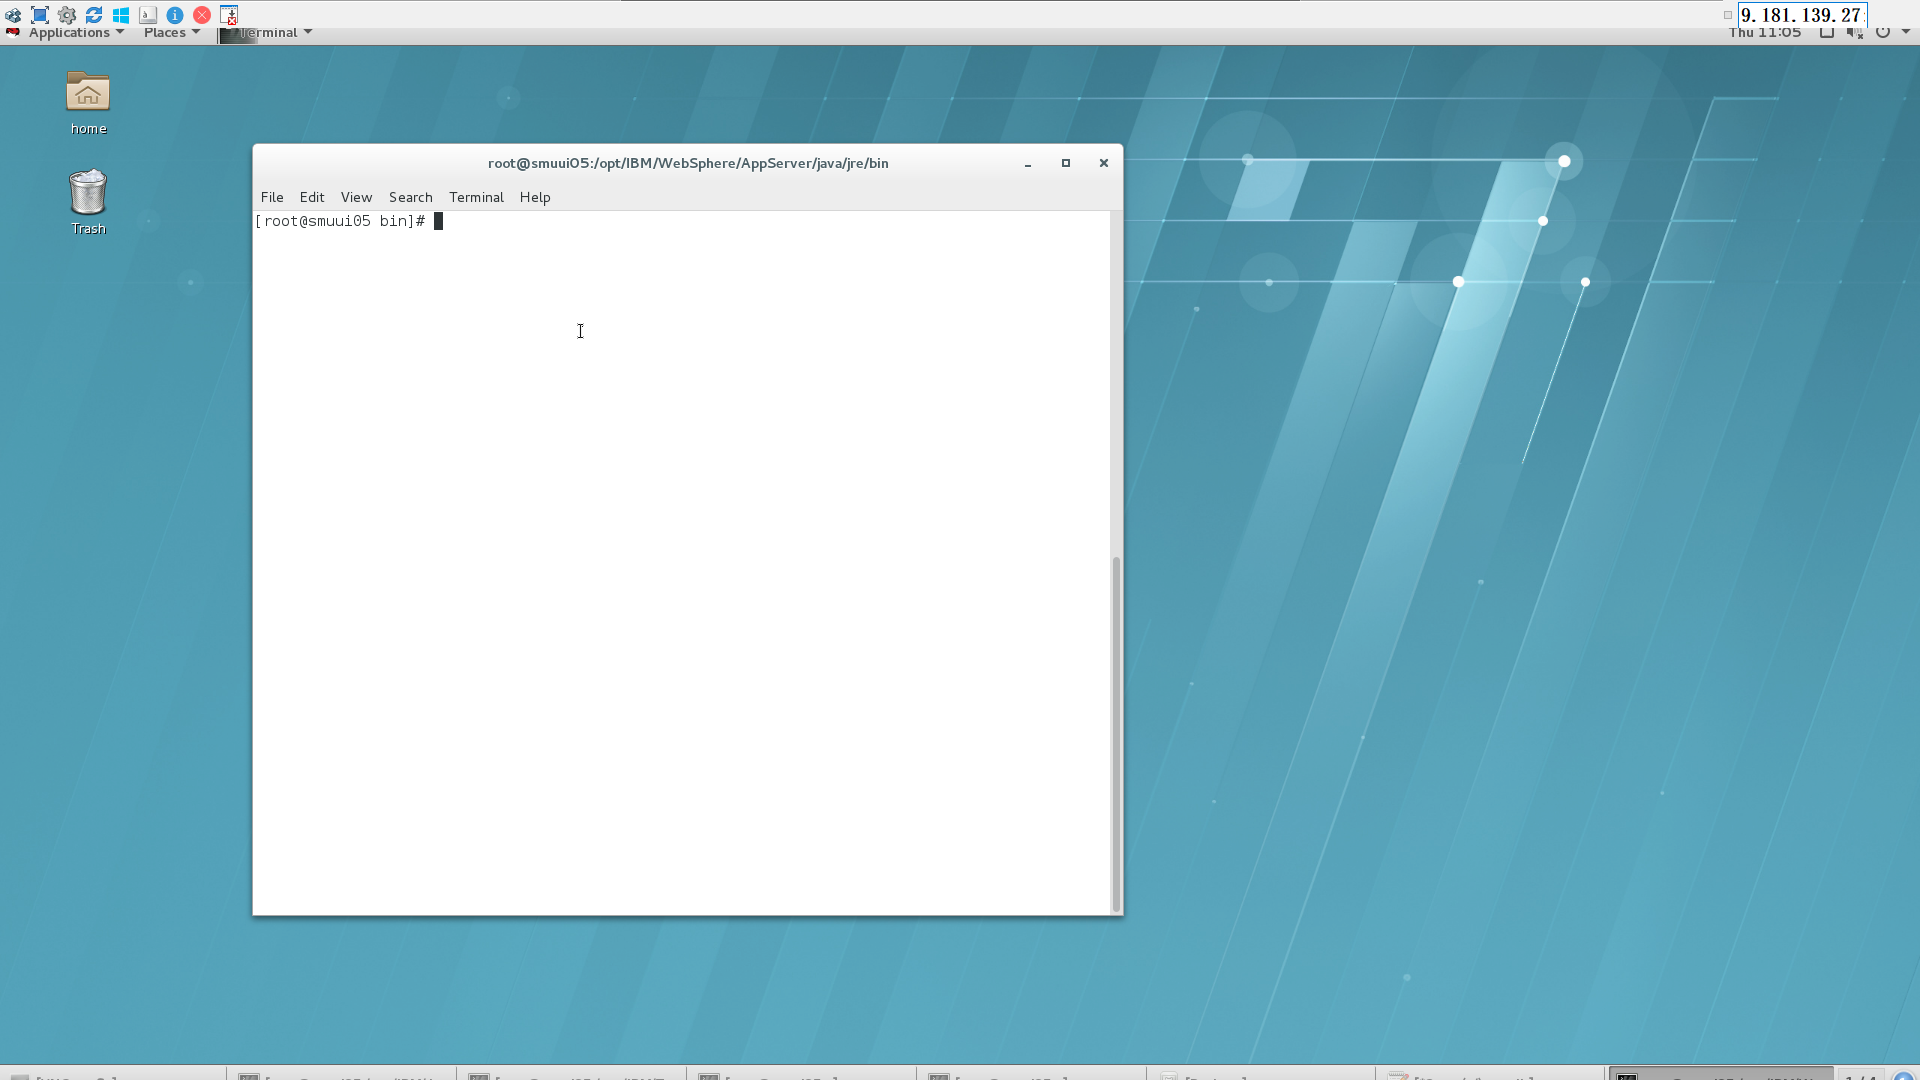 9.181.139.27
Applications Places Terminal Thu 11:05
home
Trash
root@smuui05:/opt/IBM/WebSphere/AppServer/java/jre/bin
File Edit View Search Terminal Help
[root@smuui05 bin]#